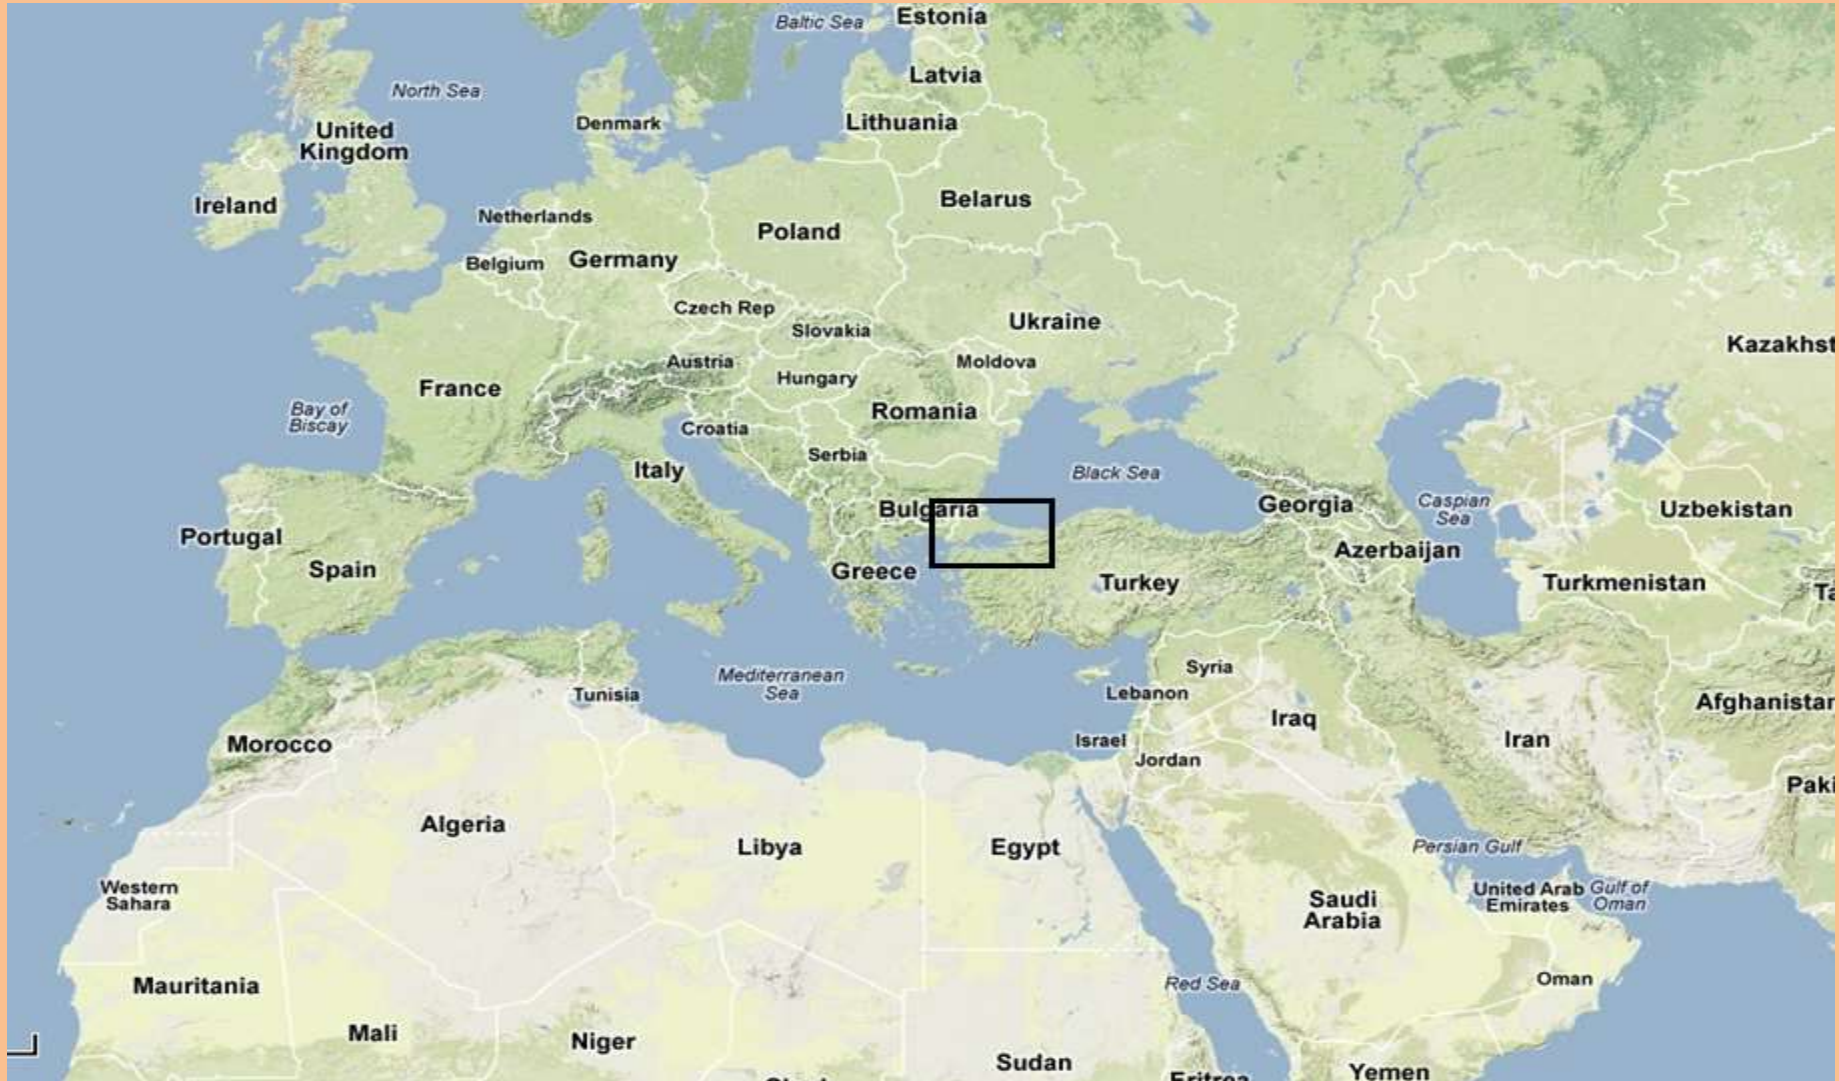 Baltic Sea
Estonia
Latvia
North Sea
Denmark
Lithuania
United
Kingdom
Ireland
Belarus
Netherlands
Poland
Belgium
Germany
Czech Rep
Ukraine
Slovakia
Kazakhst
Austria
Moldova
Hungary
France
Bay of
Biscay
Romania
Croatia
Serbia
Italy
Black Sea
Bulgaria
Georgia
Caspian
Sea
Uzbekistan
Portugal
Azerbaijan
Spain
Greece
Turkey
Turkmenistan
Ta
Syria
Mediterranean
Sea
Tunisia
Lebanon
Afghanistan
Iraq
Morocco
Israel
Iran
Jordan
Paki
Algeria
Libya
Egypt
Persian Gulf
Western
Sahara
United Arab
Emirates
Gulf of
Oman
Saudi
Arabia
Mauritania
Red Sea
Oman
Mali
Niger
Sudan
Yemen
Eritrea